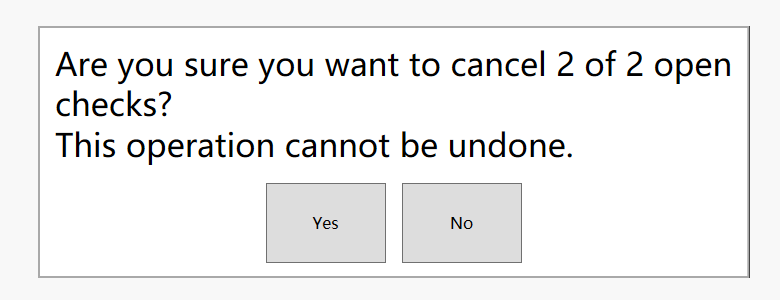 Are you sure you want to cancel 2 of 2 open
checks?
This operation cannot be undone.
Yes
No